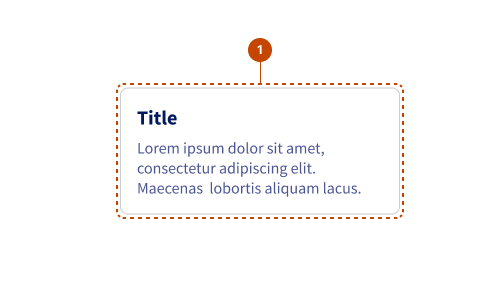 1
Title
Lorem ipsum dolor sit amet,
consectetur adipiscing elit.
Maecenas  lobortis aliquam lacus.